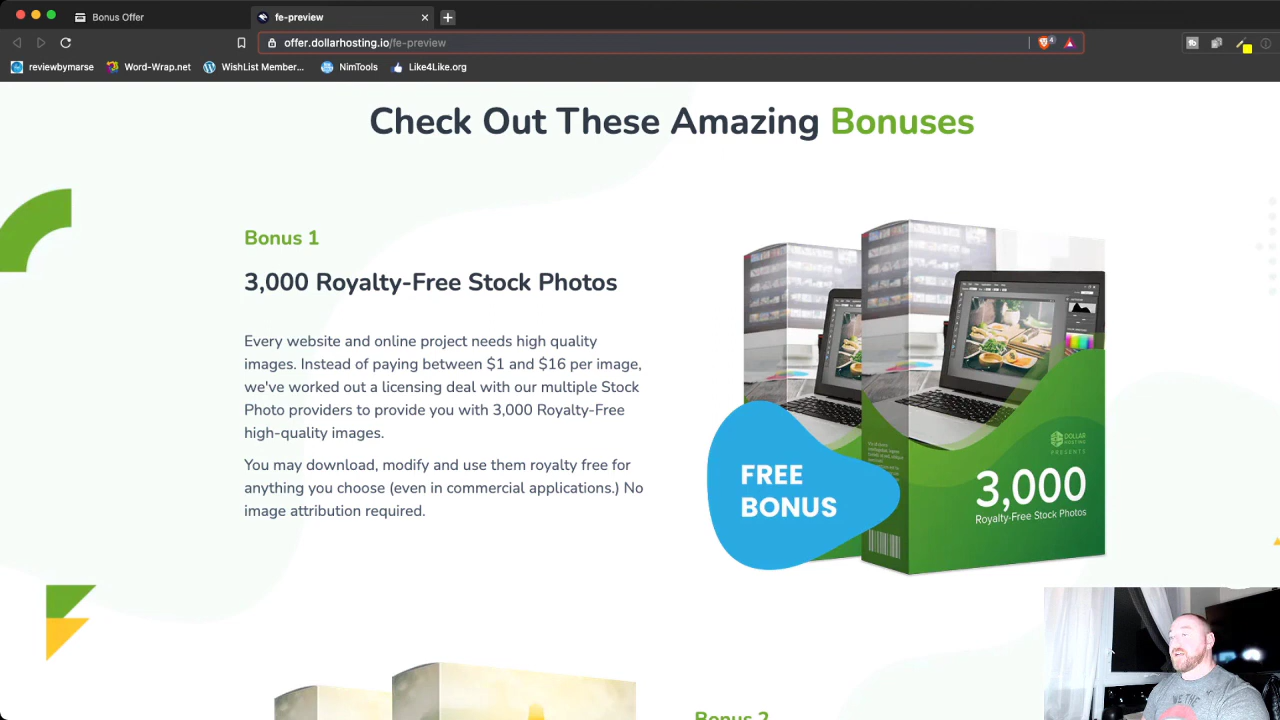 Bonus Offer
fe-preview
offer.dollarhosting.io/fe-preview
4
reviewbymarse
Word-Wrap.net
WishList Member...
NimTools
Like4Like.org
Check Out These Amazing Bonuses
Bonus 1
3,000 Royalty-Free Stock Photos
Every website and online project needs high quality
images. Instead of paying between $1 and $16 per image,
we've worked out a licensing deal with our multiple Stock
Photo providers to provide you with 3,000 Royalty-Free
high-quality images.
You may download, modify and use them royalty free for
anything you choose (even in commercial applications.) No
image attribution required.
FREE
BONUS
DOLLAR
HOSTING
PRESENTS
3,000
Royalty-Free Stock Photos
Bonus 2
WE THE